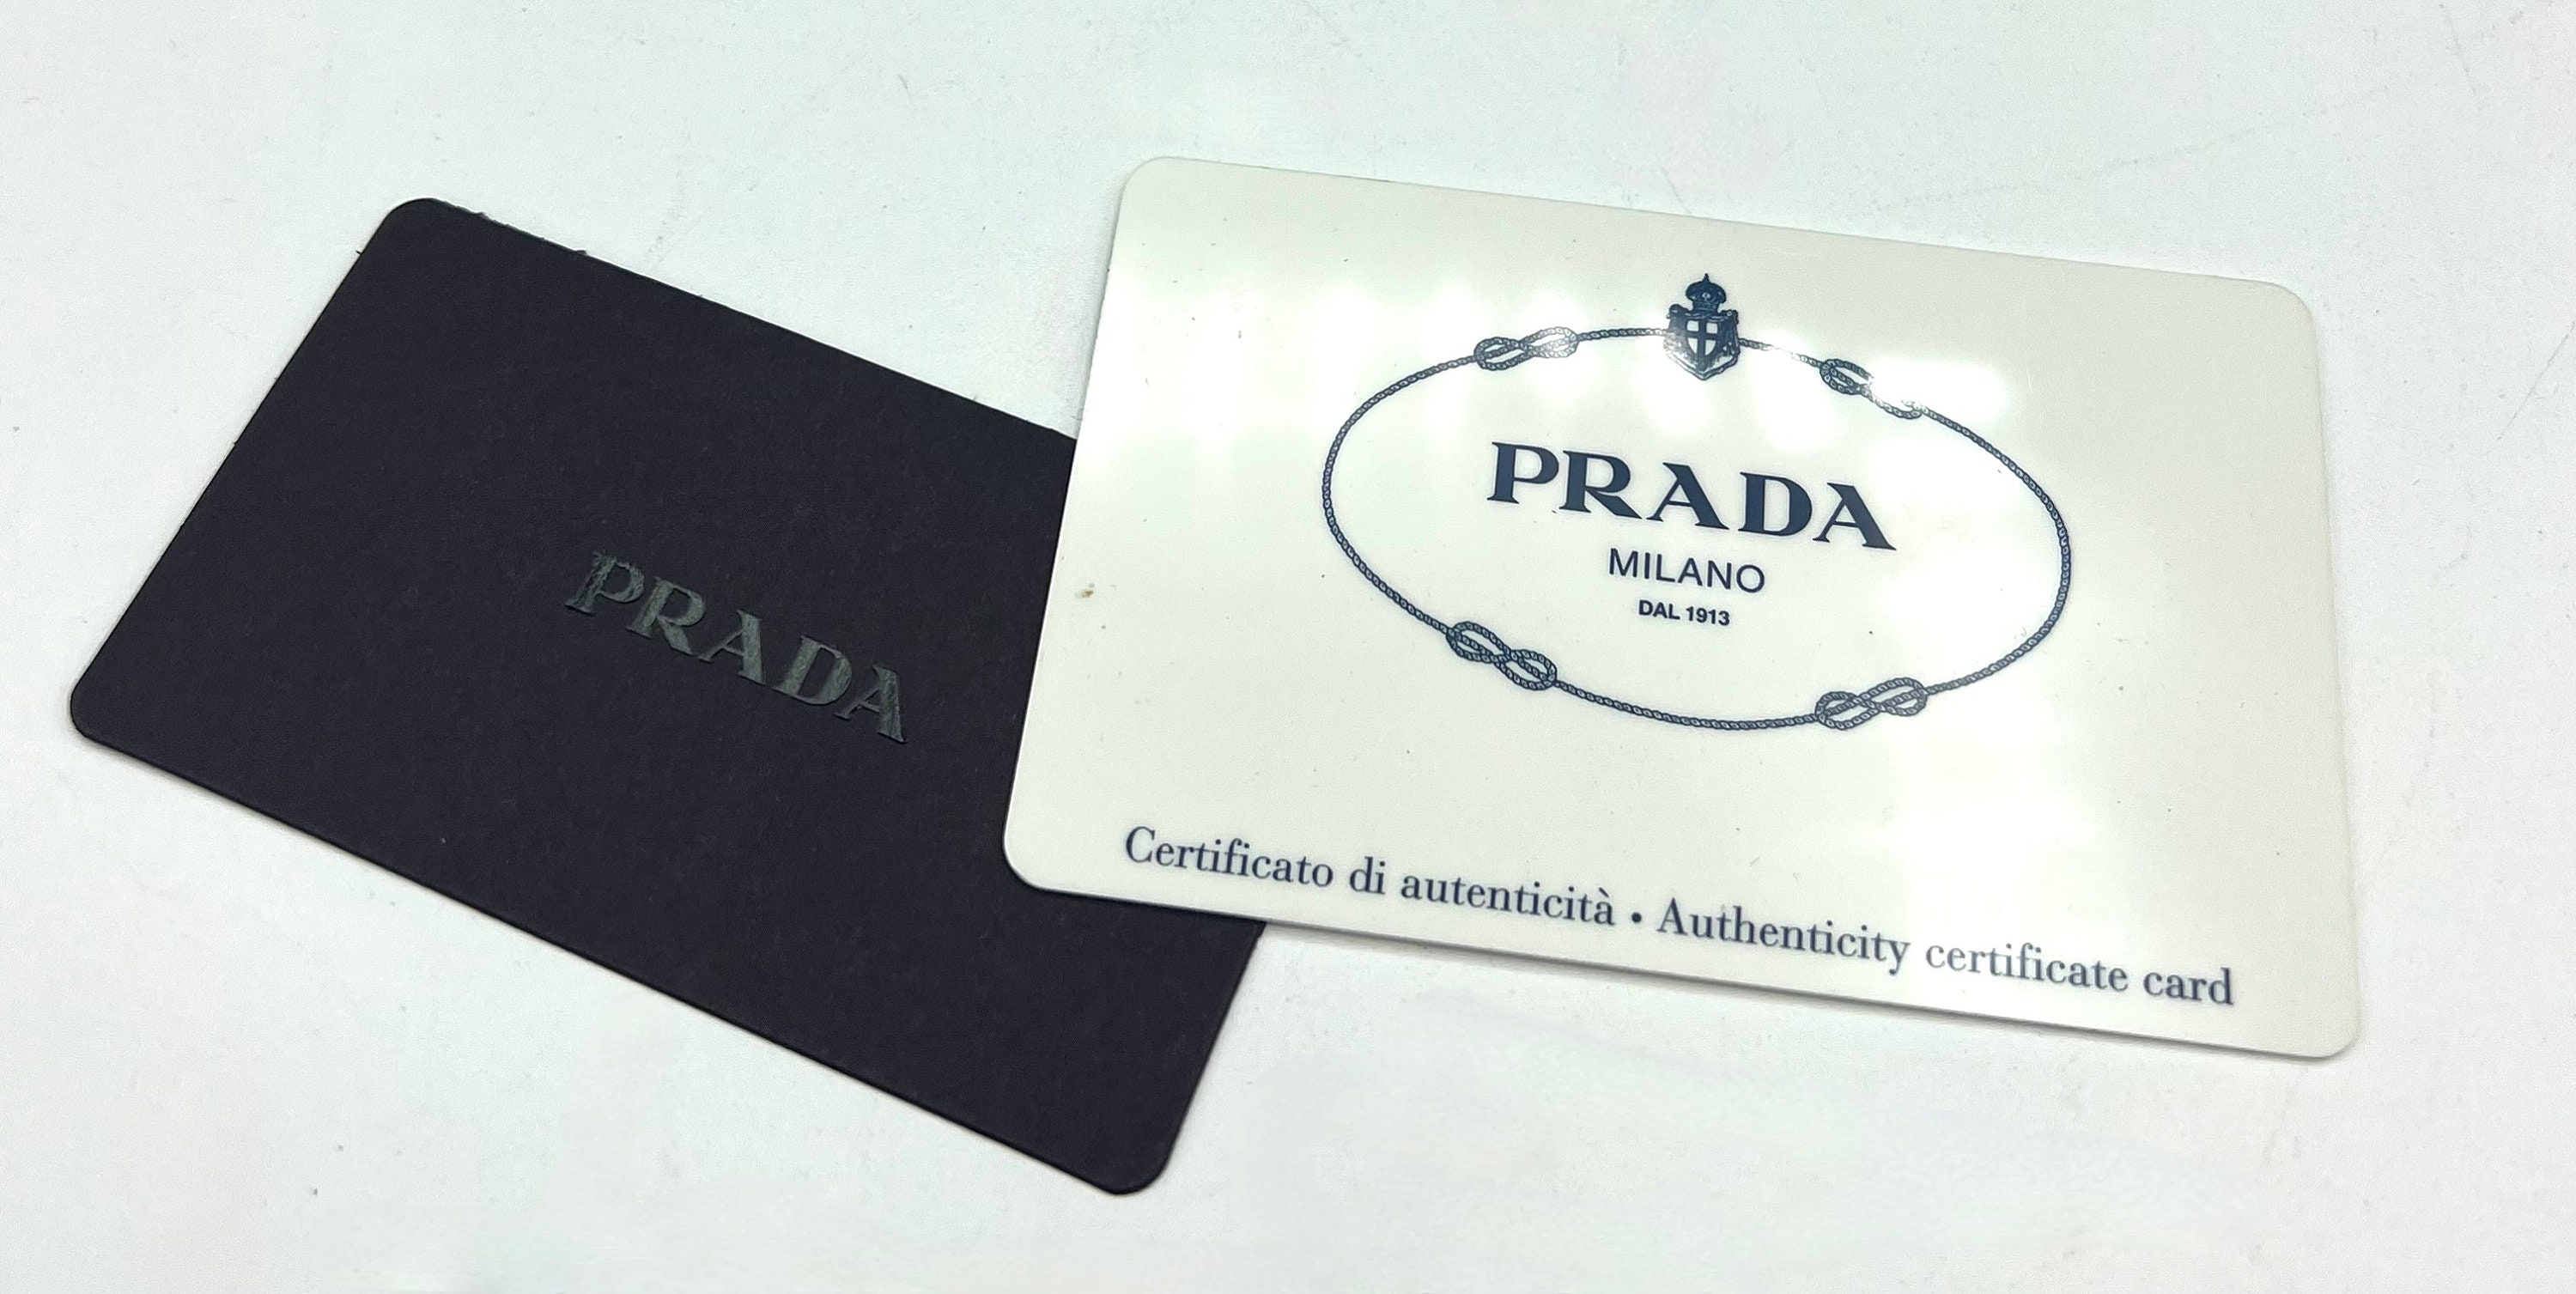 PRADA
PRADA
MILANO
DAL 1913
Certificato di autenticità • Authenticity certificate card